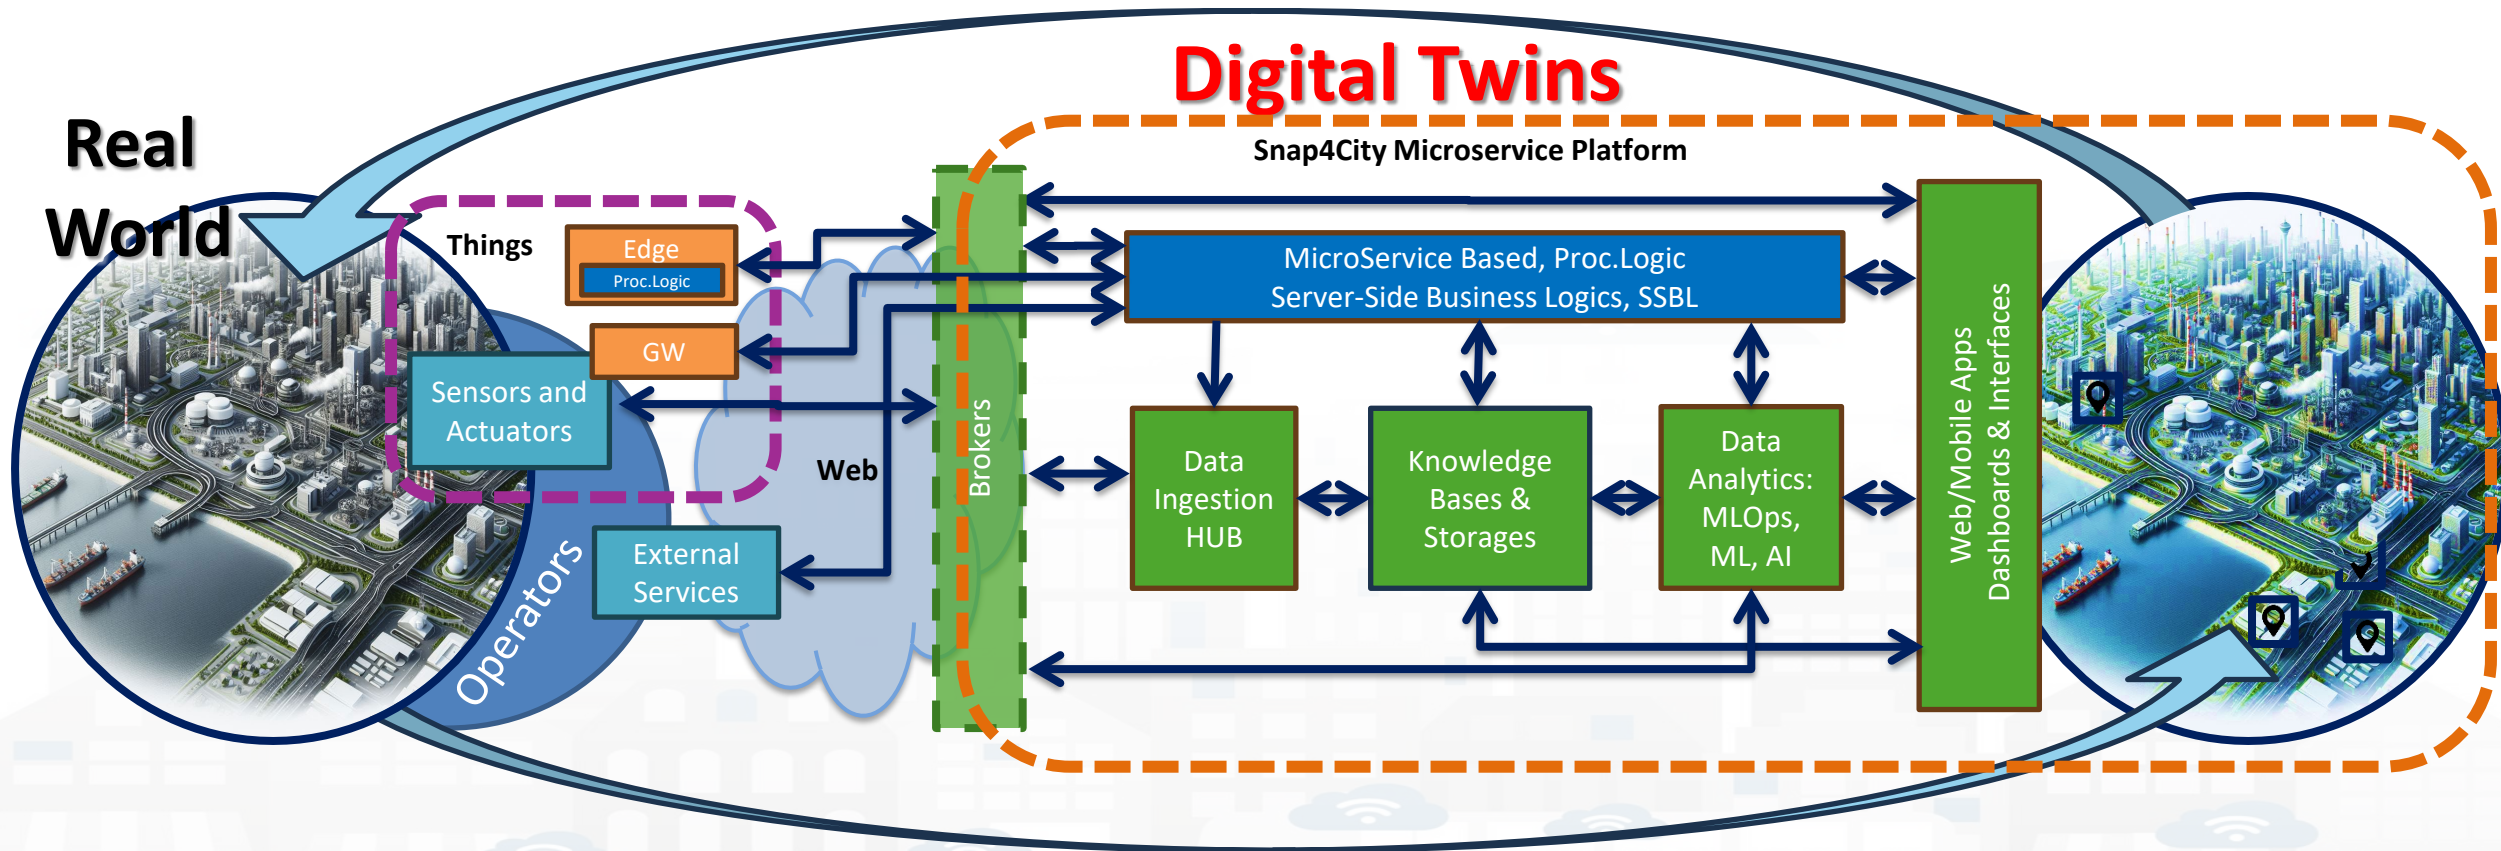 Digital Twins
Real
World
Snap4City Microservice Platform
Things
Edge
Proc.Logic
GW
Sensors and
Actuators
Web
External
Services
Operators
Brokers
MicroService Based, Proc.Logic
Server-Side Business Logics, SSBL
Data
Ingestion
HUB
Knowledge
Bases &
Storages
Data
Analytics:
MLOps,
ML, AI
Web/Mobile Apps
Dashboards & Interfaces